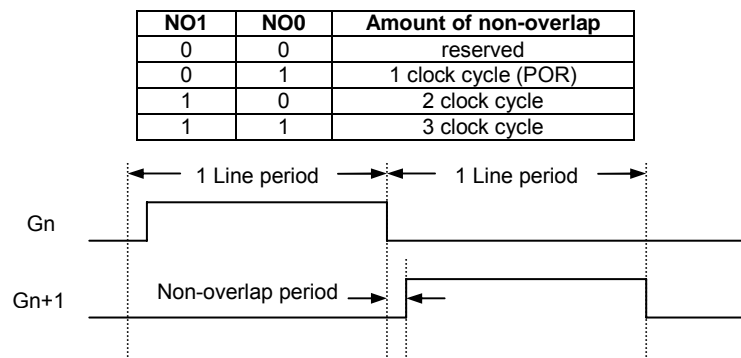 NO1 NO0 Amount of non-overlap
0 0 reserved
0 1 1 clock cycle (POR)
1 0 2 clock cycle
1 1 3 clock cycle
1 Line period 1 Line period
Gn
Gn+1 Non-overlap period